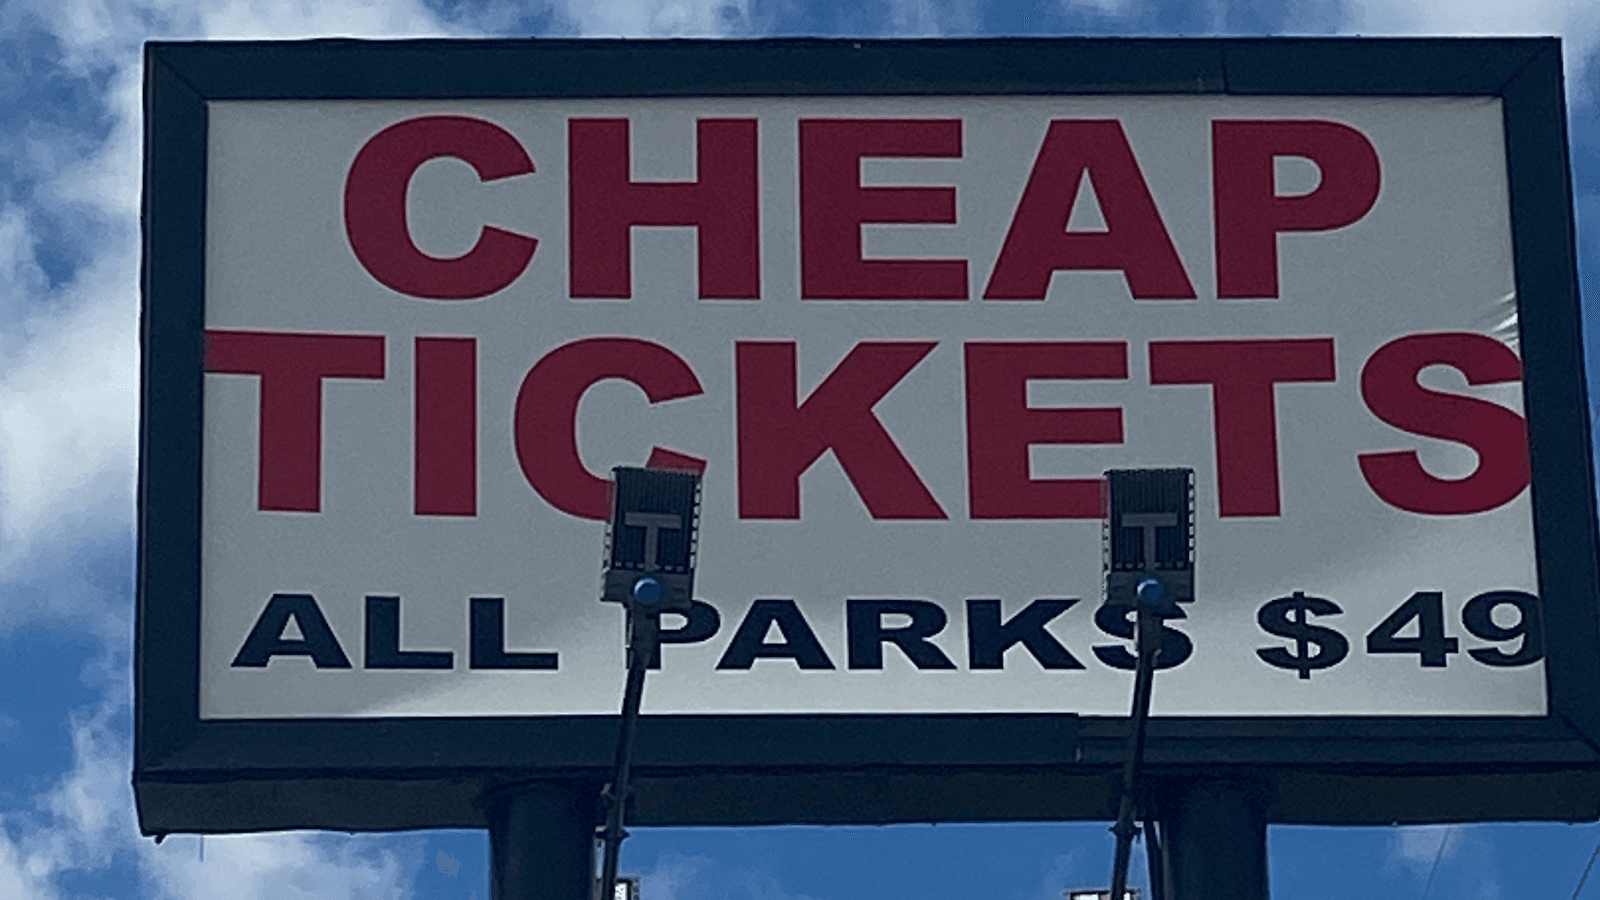 CHEAP
TICKETS
ALL PARKS $49